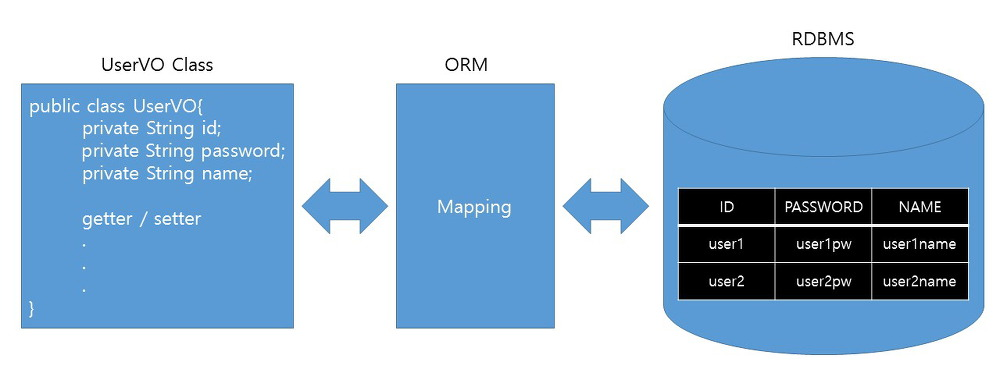 UserVO Class
public class UserVO{
private String id;
private String password;
private String name;
getter / setter
.
.
.
}
ORM
Mapping
RDBMS
ID PASSWORD NAME
user1 user1pw user1name
user2 user2pw user2name